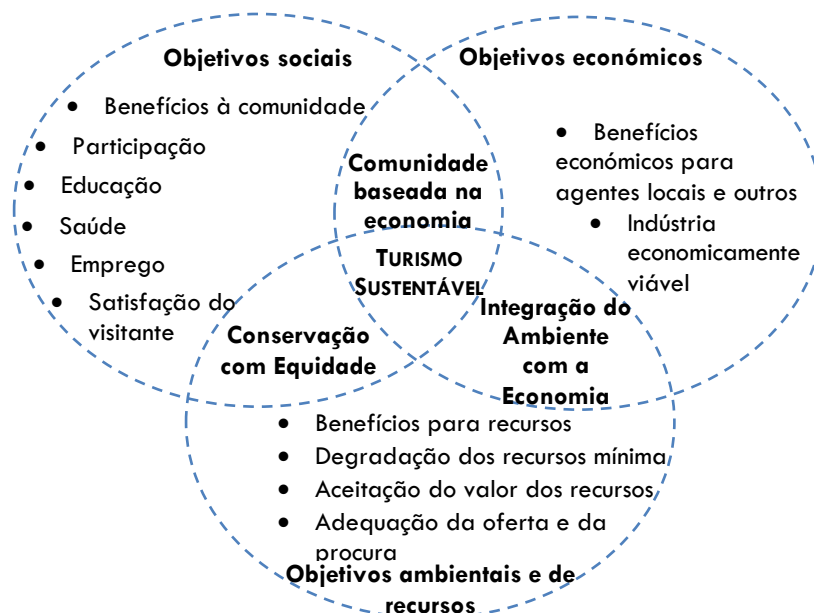 Objetivos sociais
• Benefícios à comunidade
• Participação
• Educação
• Saúde
• Emprego
• Satisfação do
visitante
Objetivos económicos
• Benefícios
económicos para
agentes locais e outros
• Indústria
economicamente
viável
Comunidade
baseada na
economia
TURISMO
SUSTENTÁVEL
Conservação
com Equidade
Integração do
Ambiente
com a
Economia
• Benefícios para recursos
• Degradação dos recursos mínima
• Aceitação do valor dos recursos
• Adequação da oferta e da
procura
Objetivos ambientais e de
recursos